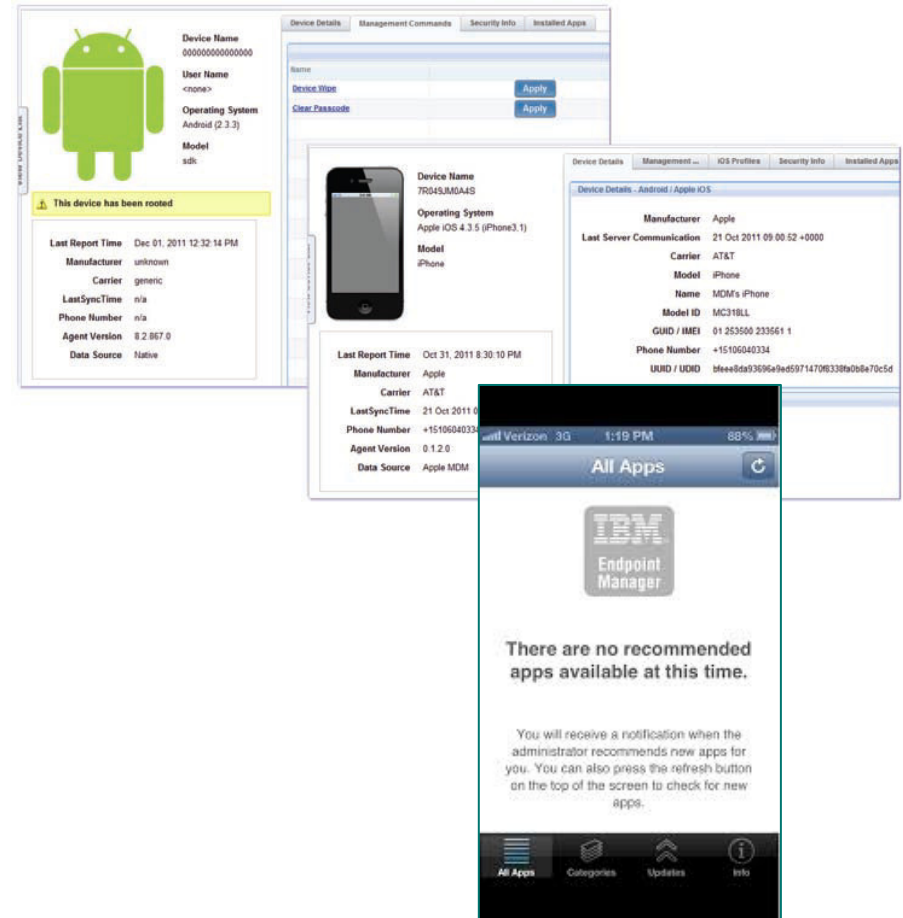 Device Details Management Commands Security Info Installed Apps
Device Name
000000000000000
User Name
<none>
Operating System
Android (2.3.3)
Model
sdk
Name
Device Wipe Apply
Clear Passcode Apply
This device has been rooted
Last Report Time Dec 01, 2011 12:32:14 PM
Manufacturer unknown
Carrier generic
LastSyncTime n/a
Phone Number n/a
Agent Version 8.2.867.0
Data Source Native
Device Details Management ... iOS Profiles Security Info Installed Apps
Device Name
7R049JM0A4S
Operating System
Apple iOS 4.3.5 (iPhone3.1)
Model
iPhone
Device Details - Android / Apple iOS
Manufacturer Apple
Last Server Communication 21 Oct 2011 09:00:52 +0000
Carrier AT&T
Model iPhone
Name MDM's iPhone
Model ID MC318LL
GUID / IMEI 01 253500 233561 1
Phone Number +15106040334
UUID / UDID
Last Report Time Oct 31, 2011 8:30:10 PM
Manufacturer Apple
Carrier AT&T
LastSyncTime 21 Oct 2011 0
Phone Number +15106040334
Agent Version 0.1.2.0
Data Source Apple MDM
Verizon 3G 1:19 PM 88%
All Apps
IBM
Endpoint
Manager
There are no recommended
apps available at this time.
You will receive a notification when the
administrator recommends new apps for
you. You can also press the refresh button
on the top of the screen to check for new
apps.
All Apps Categories Updates Info